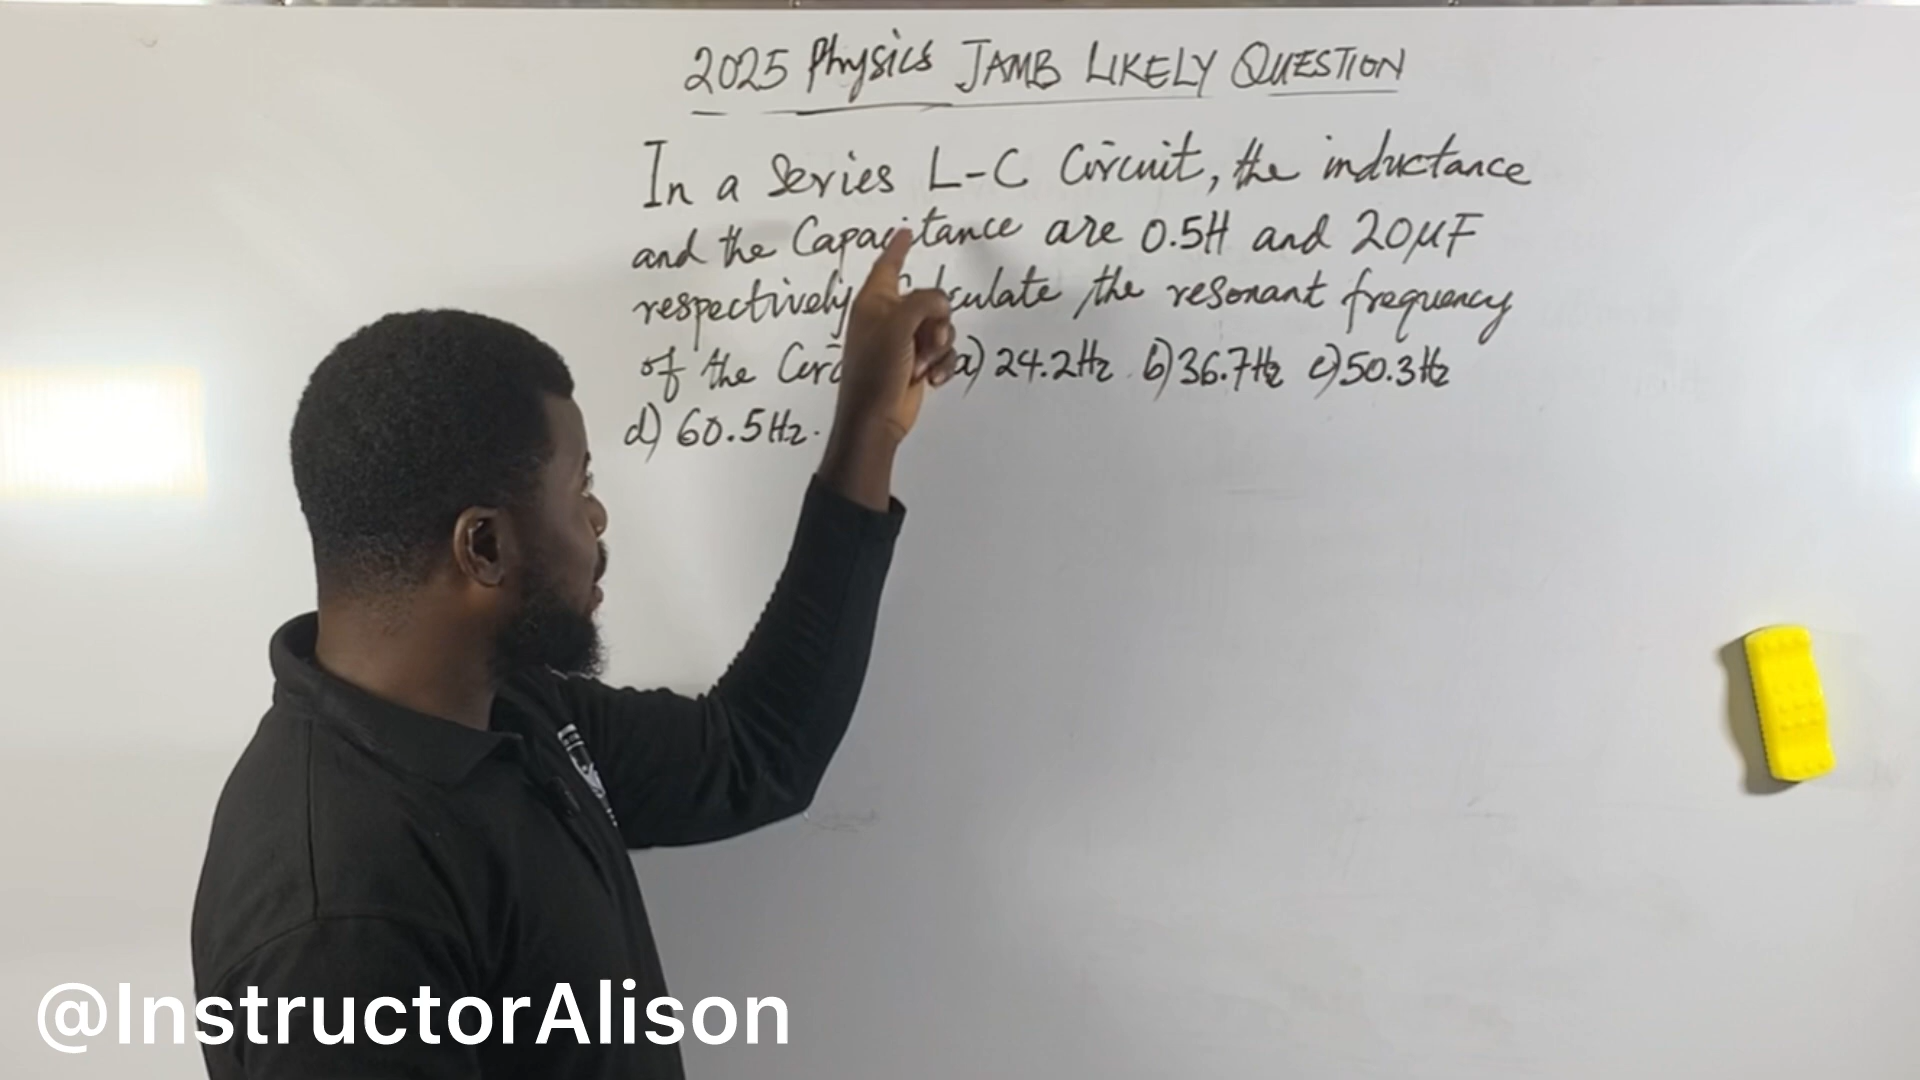 2025 Physics JAMB LIKELY QUESTION
In a Series L-C Circuit, the inductance
and the Capacitance are 0.5H and 20μF
respectively the resonant frequency
of the a) 24.2Hz b) 36.7Hz c) 50.3Hz
d) 60.5Hz.
@InstructorAlison